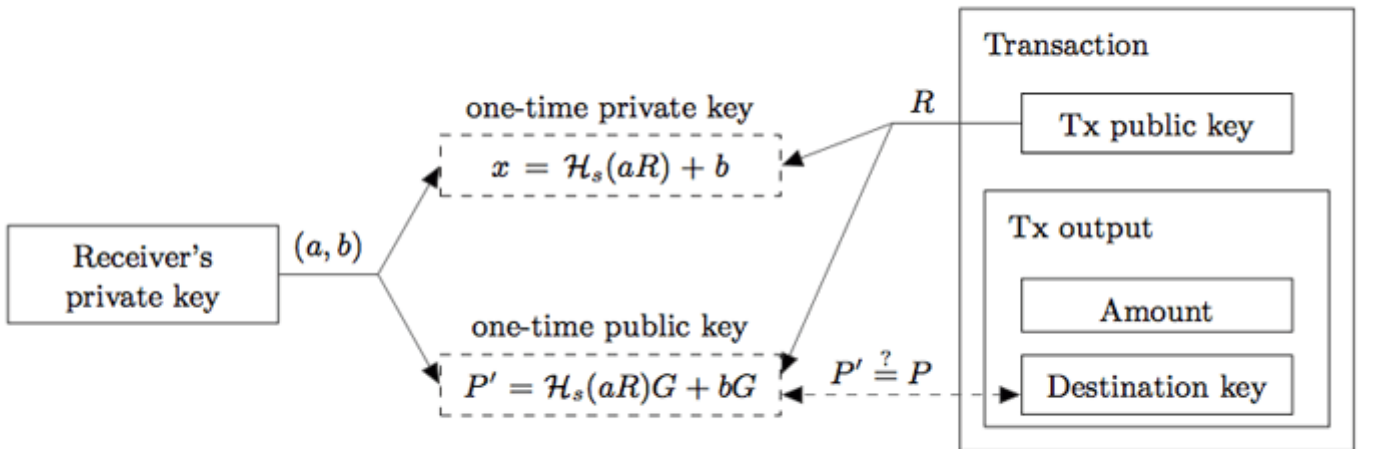 Transaction
one-time private key
R
Tx public key
x = ℋₛ(aR) + b
Tx output
Receiver's
private key
(a, b)
Amount
one-time public key
P′ = ℋₛ(aR)G + bG
P′ ≟ P
Destination key